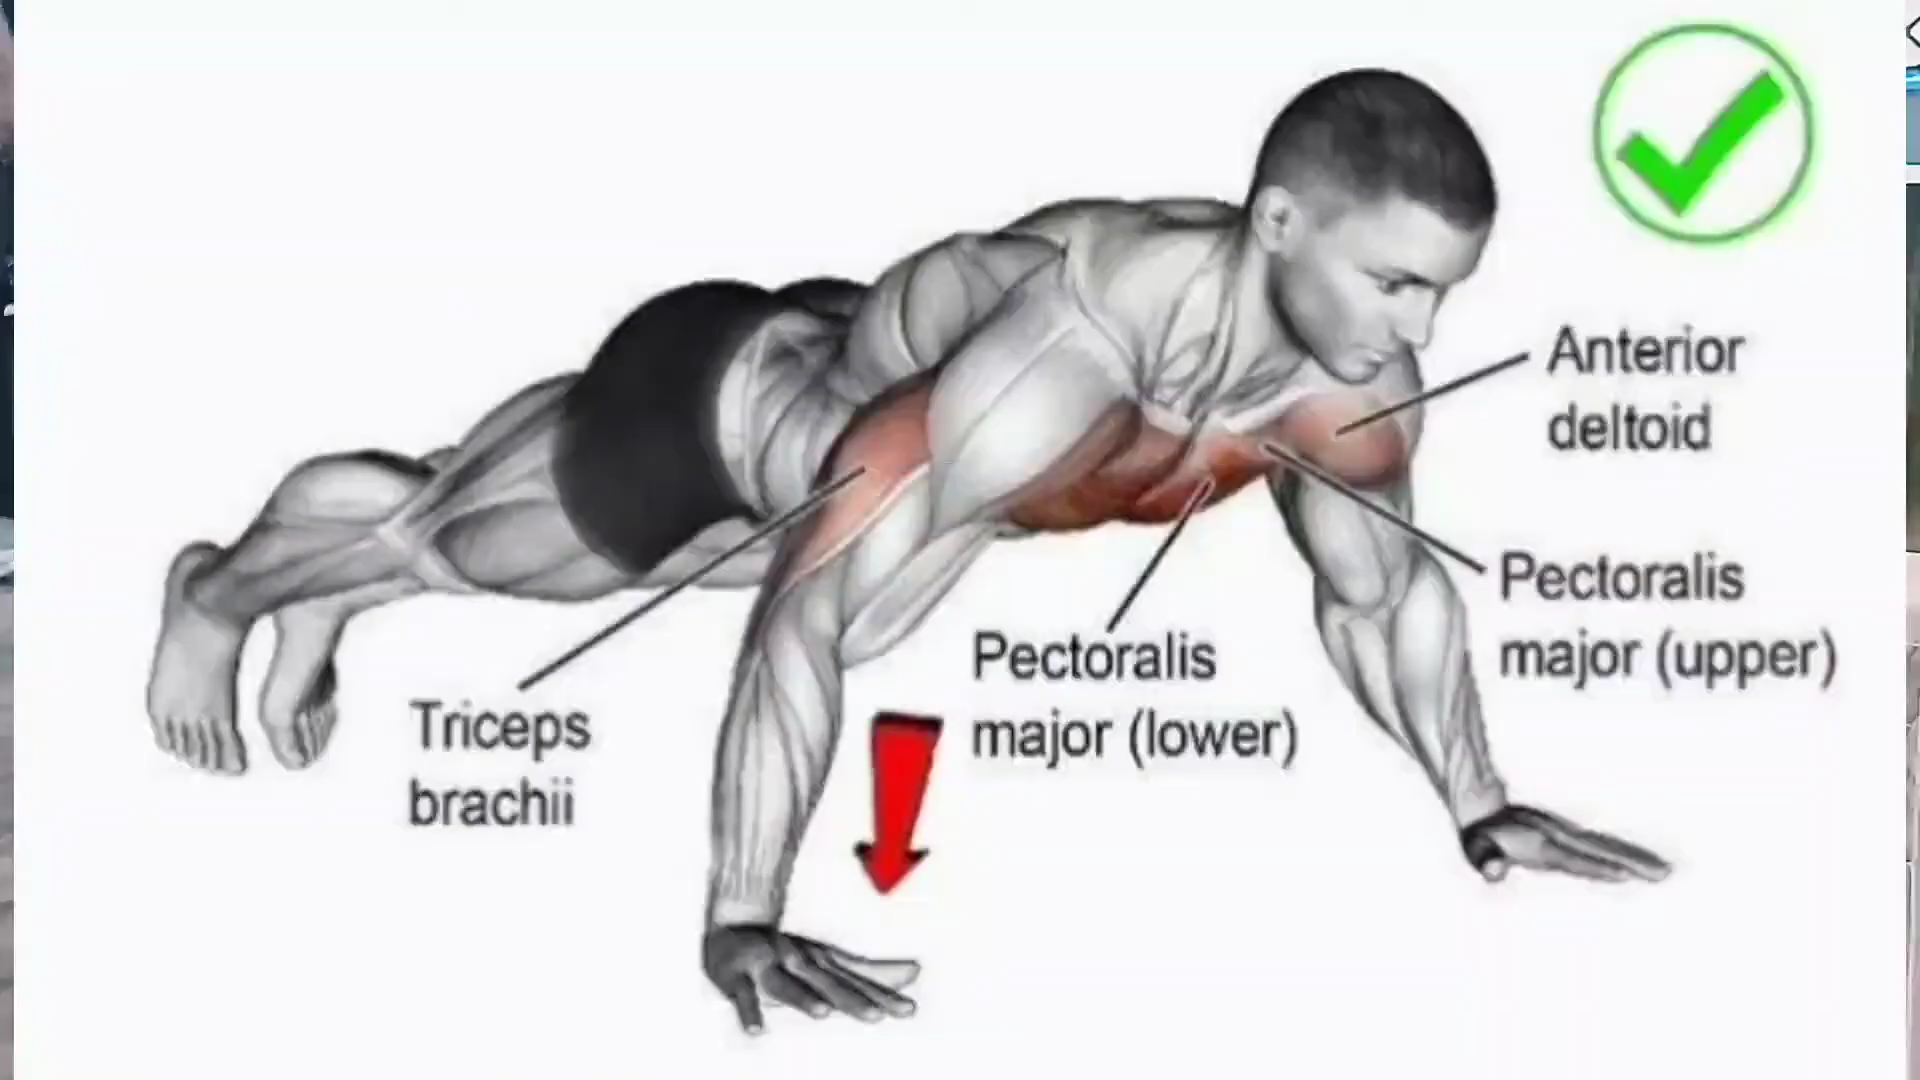 Anterior
deltoid
Pectoralis
major (upper)
Pectoralis
major (lower)
Triceps
brachii